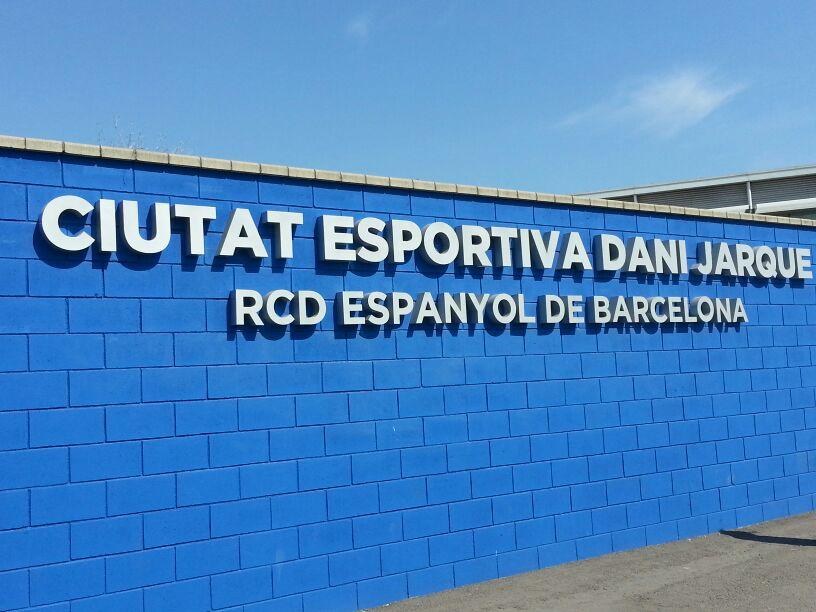 CIUTAT ESPORTIVA DANI JARQUE
RCD ESPANYOL DE BARCELONA